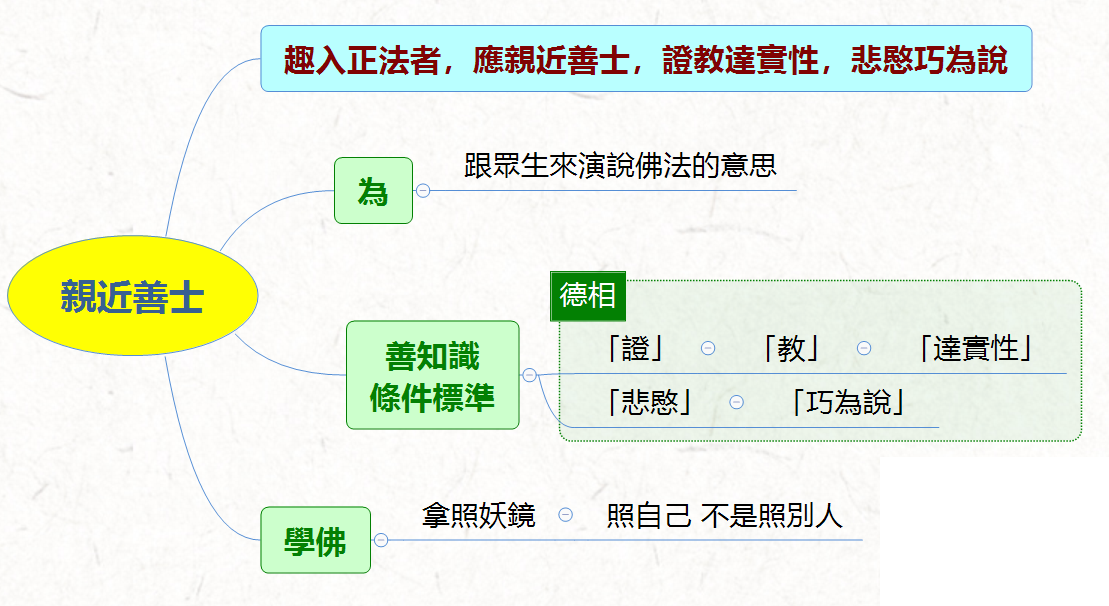 趣入正法者，應親近善士，證教達實性，悲愍巧為說
為
跟眾生來演說佛法的意思
親近善士
德相
善知識
條件標準
「證」 「教」 「達實性」
「悲愍」 「巧為說」
學佛
拿照妖鏡 照自己 不是照別人